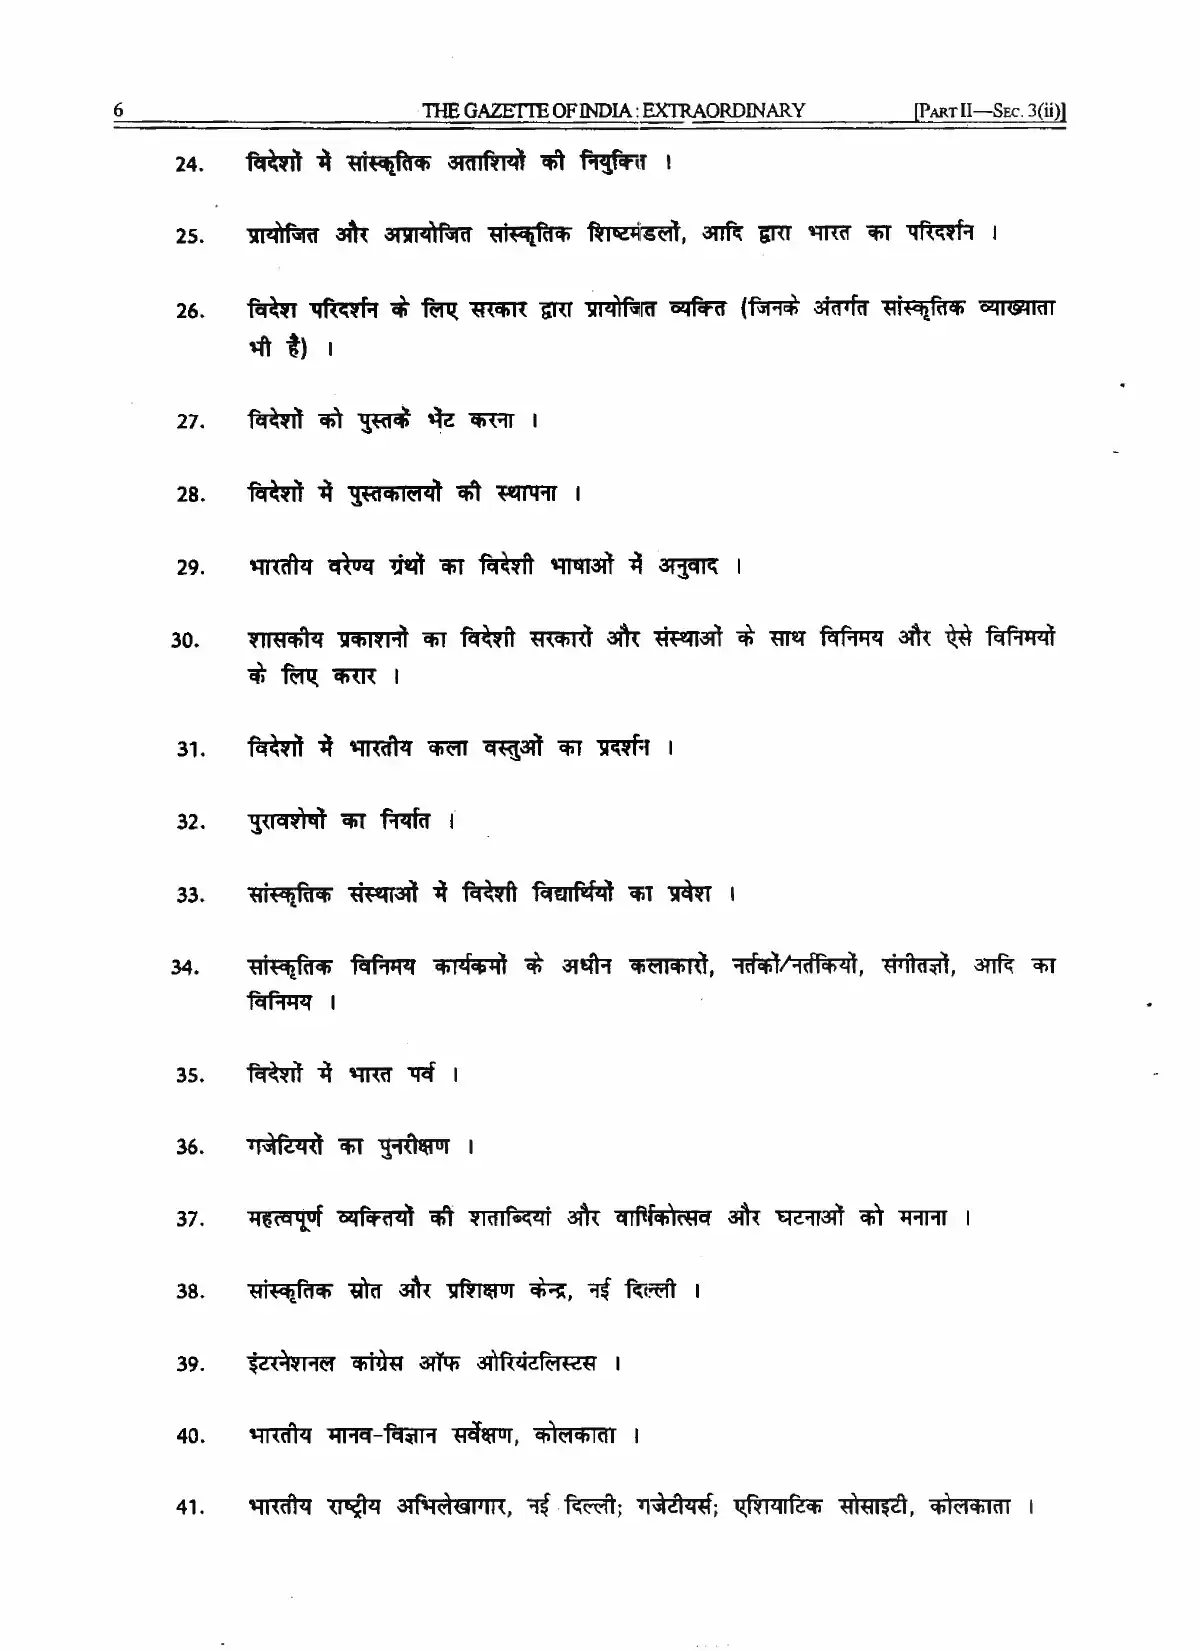 6 THE GAZETTE OF INDIA : EXTRAORDINARY [PART II—SEC. 3(ii)]
24. विदेशों में सांस्कृतिक अताशियों की नियुक्ति ।
25. प्रायोजित और अप्रायोजित सांस्कृतिक शिष्टमंडलों, आदि द्वारा भारत का परिदर्शन ।
26. विदेश परिदर्शन के लिए सरकार द्वारा प्रायोजित व्यक्ति (जिनके अंतर्गत सांस्कृतिक व्याख्याता
भी हैं) ।
27. विदेशों को पुस्तकें भेंट करना ।
28. विदेशों में पुस्तकालयों की स्थापना ।
29. भारतीय वरेण्य ग्रंथों का विदेशी भाषाओं में अनुवाद ।
30. शासकीय प्रकाशनों का विदेशी सरकारों और संस्थाओं के साथ विनिमय और ऐसे विनिमयों
के लिए करार ।
31. विदेशों में भारतीय कला वस्तुओं का प्रदर्शन ।
32. पुरावशेषों का निर्यात ।
33. सांस्कृतिक संस्थाओं में विदेशी विद्यार्थियों का प्रवेश ।
34. सांस्कृतिक विनिमय कार्यकमों के अधीन कलाकारों, नर्तकों/नर्तकियों, संगीतज्ञों, आदि का
विनिमय ।
35. विदेशों में भारत पर्व ।
36. गजेटियरों का पुनरीक्षण ।
37. महत्वपूर्ण व्यक्तियों की शताब्दियां और वार्षिकोत्सव और घटनाओं को मनाना ।
38. सांस्कृतिक स्रोत और प्रशिक्षण केन्द्र, नई दिल्ली ।
39. इंटरनेशनल कांग्रेस ऑफ ओरियंटलिस्टस ।
40. भारतीय मानव-विज्ञान सर्वेक्षण, कोलकाता ।
41. भारतीय राष्ट्रीय अभिलेखागार, नई दिल्ली; गजेटीयर्स; एशियाटिक सोसाइटी, कोलकाता ।